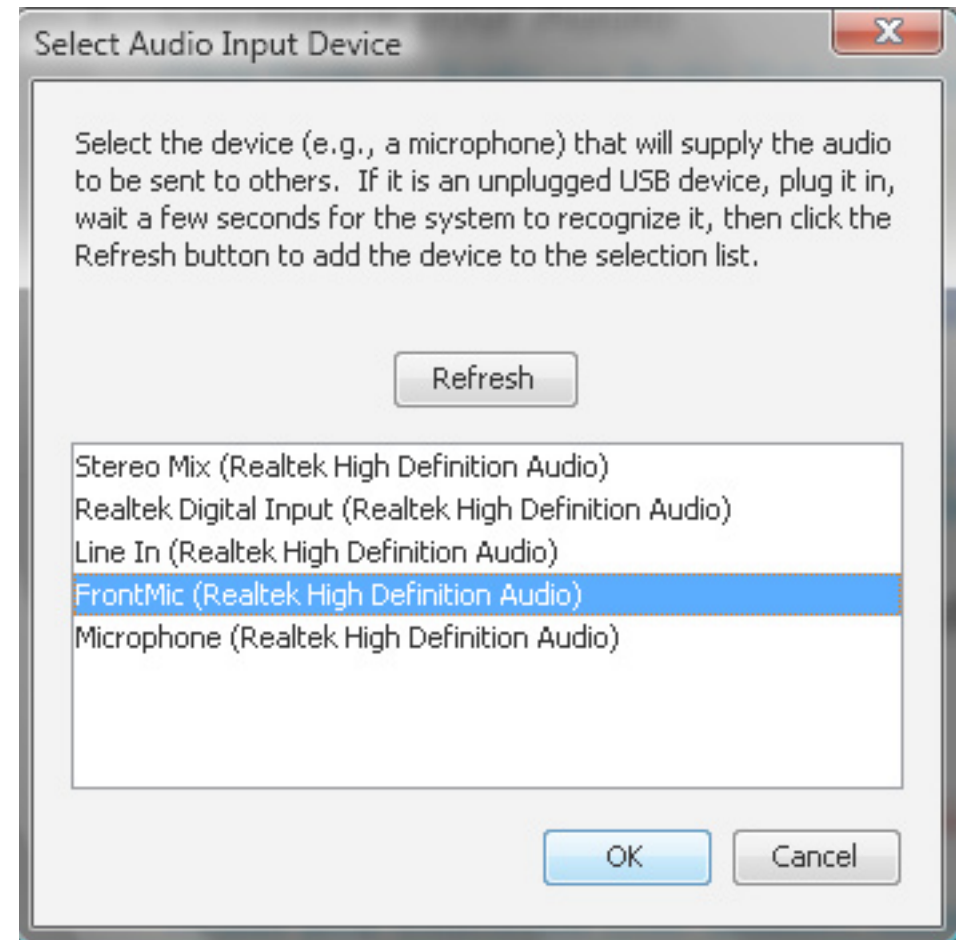 Select Audio Input Device
Select the device (e.g., a microphone) that will supply the audio
to be sent to others.  If it is an unplugged USB device, plug it in,
wait a few seconds for the system to recognize it, then click the
Refresh button to add the device to the selection list.
Refresh
Stereo Mix (Realtek High Definition Audio)
Realtek Digital Input (Realtek High Definition Audio)
Line In (Realtek High Definition Audio)
FrontMic (Realtek High Definition Audio)
Microphone (Realtek High Definition Audio)
OK Cancel